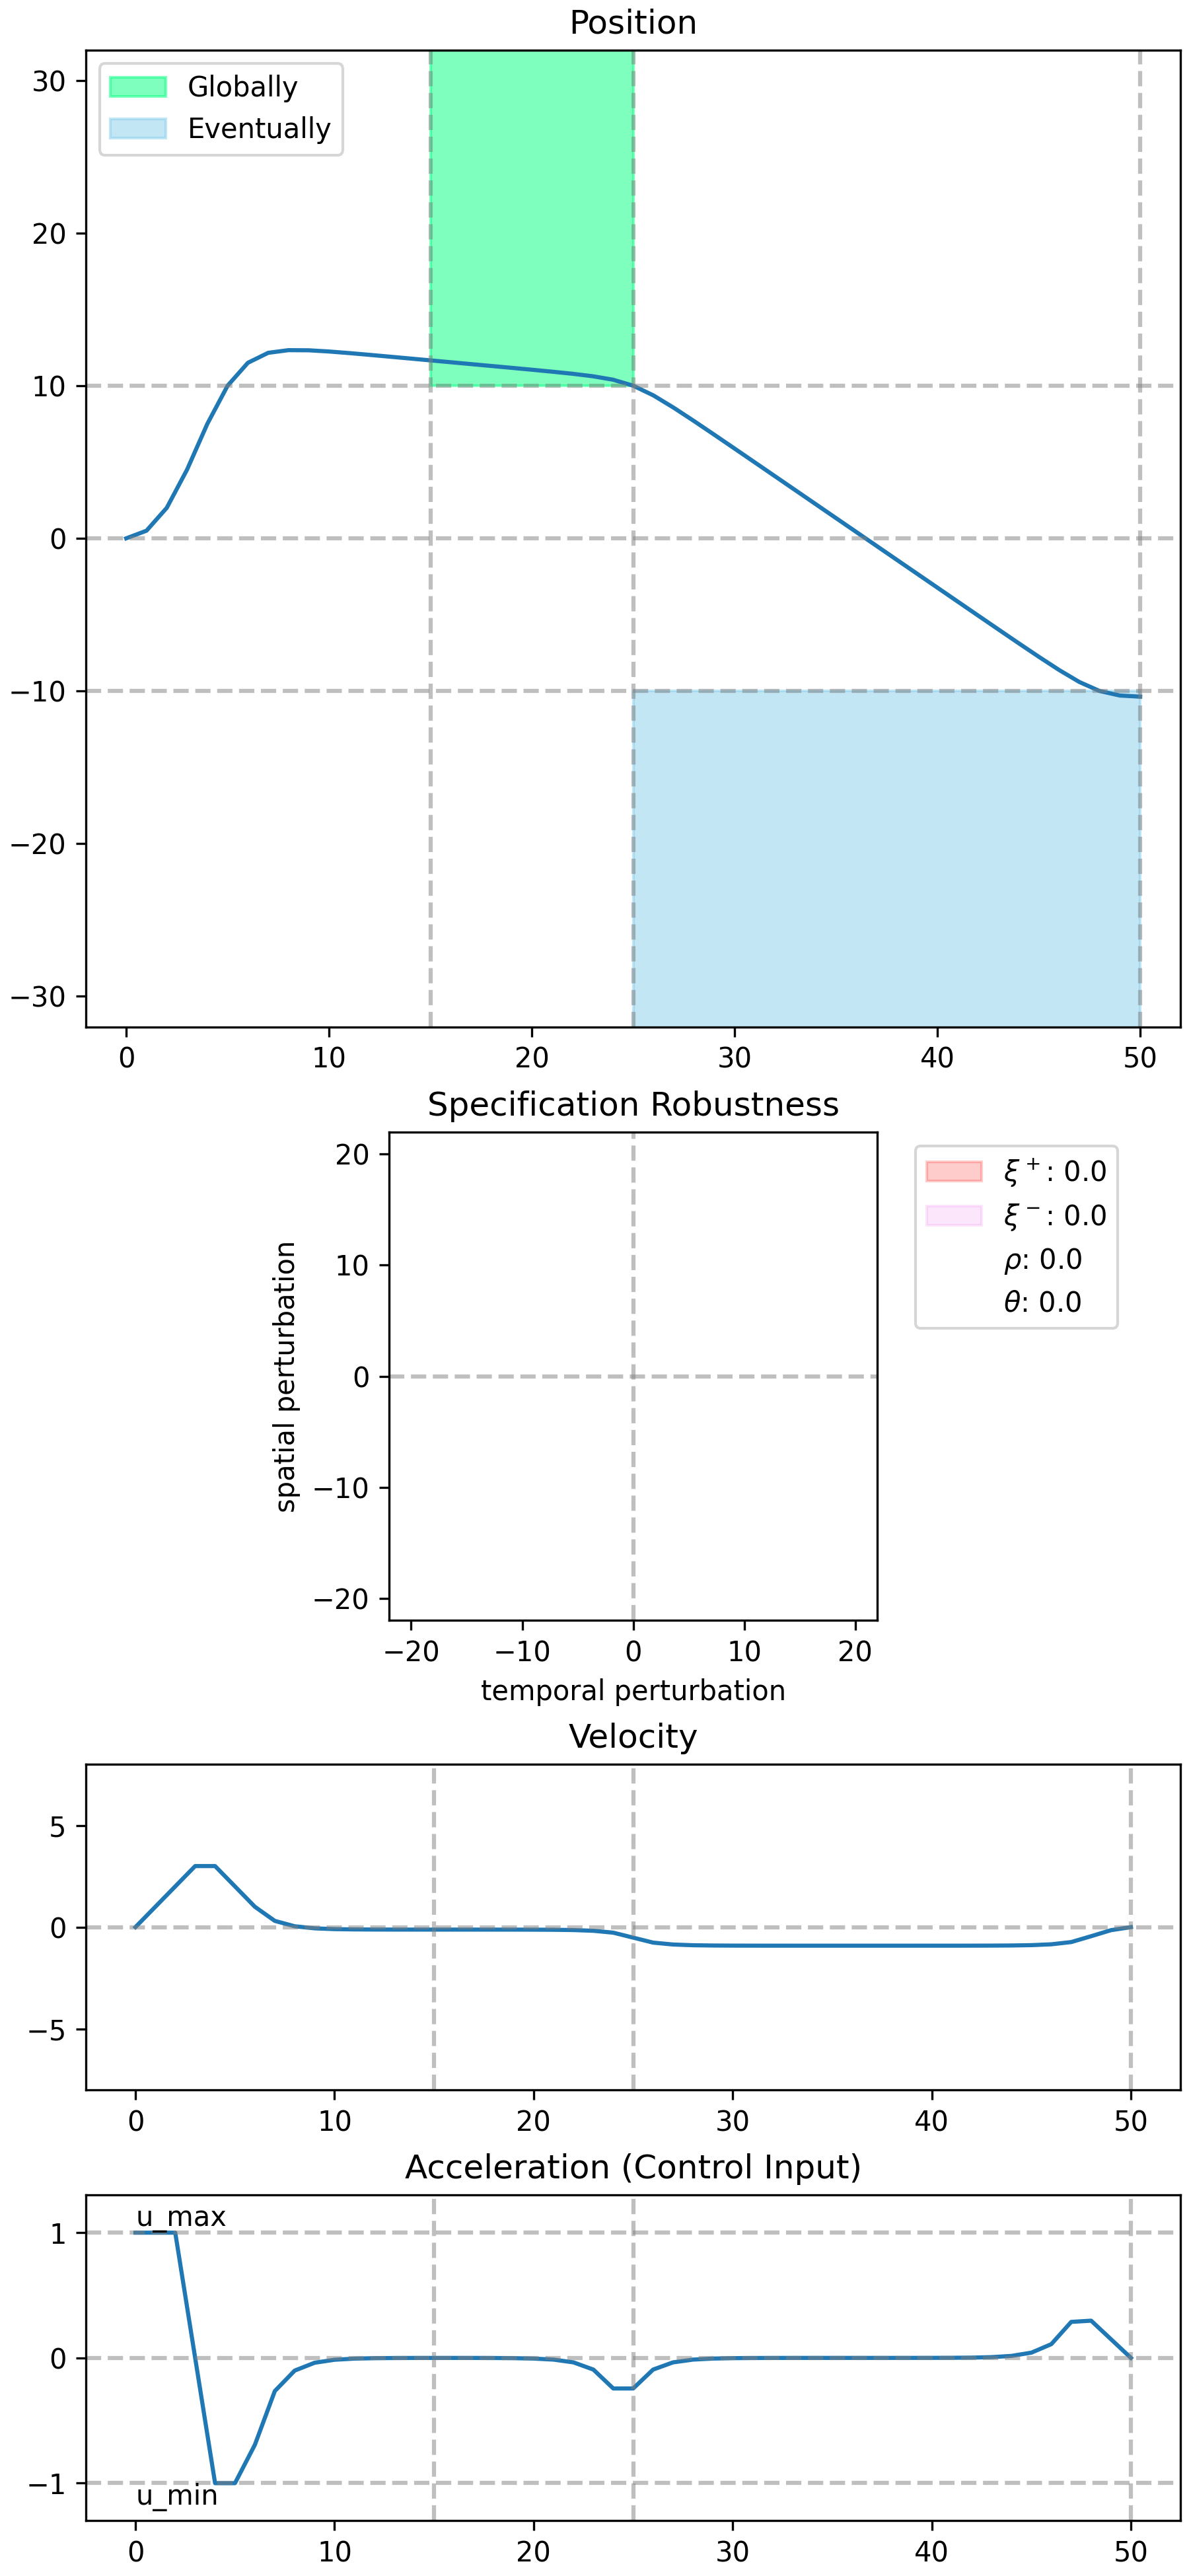 Position
30
20
10
0
−10
−20
−30
Globally
Eventually
0 10 20 30 40 50
Specification Robustness
20
10
0
−10
−20
spatial perturbation
−20 −10 0 10 20
temporal perturbation
ξ⁺: 0.0
ξ⁻: 0.0
ρ: 0.0
θ: 0.0
Velocity
5
0
−5
0 10 20 30 40 50
Acceleration (Control Input)
u_max
1
0
−1
u_min
0 10 20 30 40 50